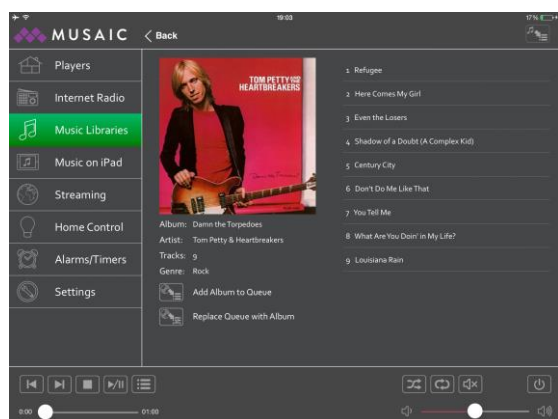 19:03
17%
MUSAIC
Back
Players
Internet Radio
Music Libraries
Music on iPad
Streaming
Home Control
Alarms/Timers
Settings
TOM PETTY AND THE
HEARTBREAKERS
Damn the Torpedoes
Album: Damn the Torpedoes
Artist: Tom Petty & Heartbreakers
Tracks: 9
Genre: Rock
Add Album to Queue
Replace Queue with Album
1 Refugee
2 Here Comes My Girl
3 Even the Losers
4 Shadow of a Doubt (A Complex Kid)
5 Century City
6 Don't Do Me Like That
7 You Tell Me
8 What Are You Doin' in My Life?
9 Louisiana Rain
0:00
01:00